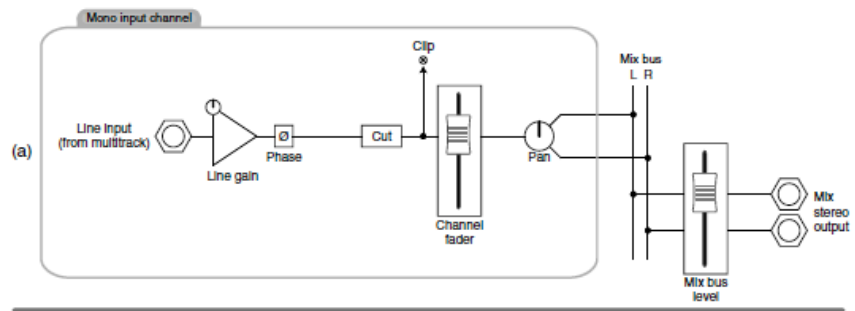 Mono input channel
(a)
Line input
(from multitrack)
Line gain
Ø
Phase
Cut
Clip
Channel
fader
Pan
Mix bus
L R
Mix bus
level
Mix
stereo
output